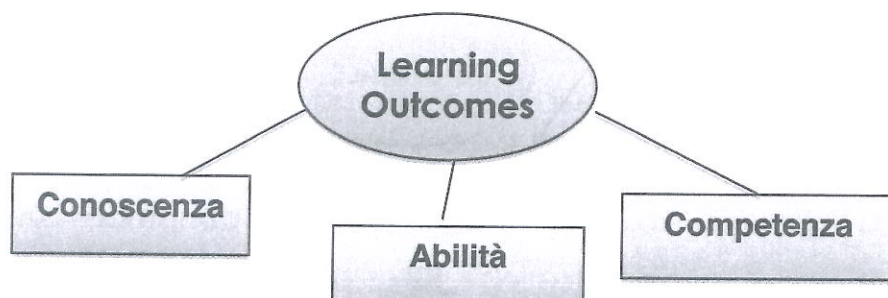 Learning
Outcomes
Conoscenza
Abilità
Competenza